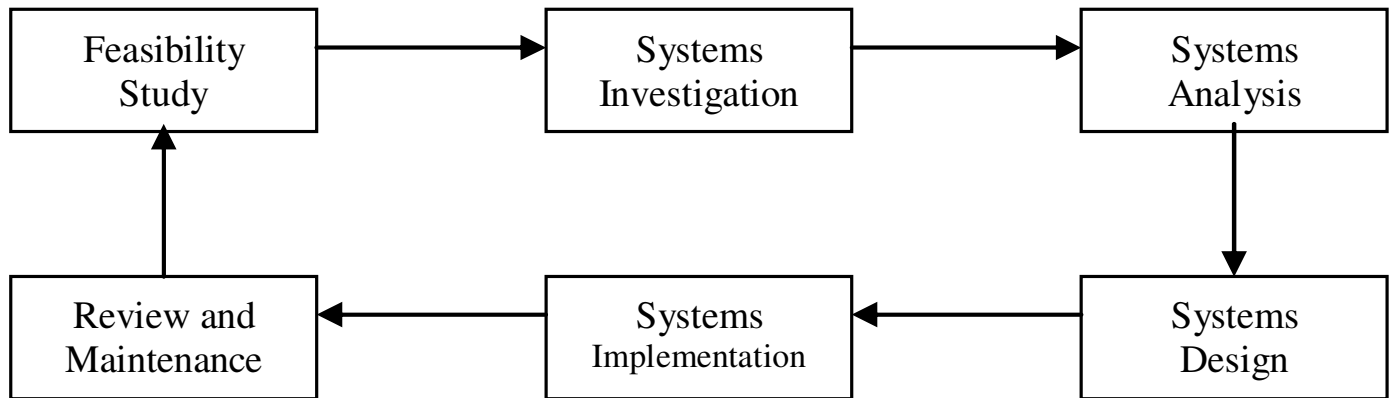 Feasibility
Study
Systems
Investigation
Systems
Analysis
Review and
Maintenance
Systems
Implementation
Systems
Design